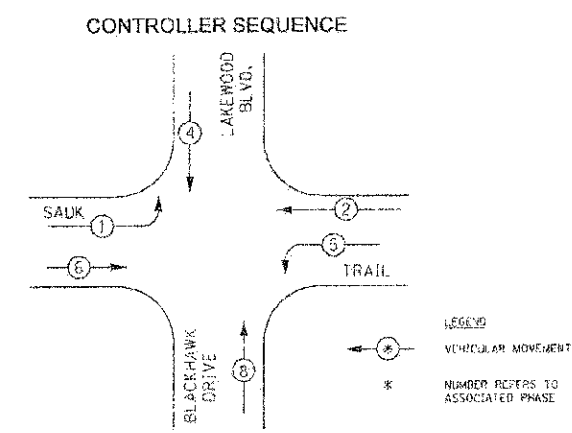 CONTROLLER SEQUENCE
LAKEWOOD
BLVD.
4
SAUK
1
2
5
6
TRAIL
BLACKHAWK
DRIVE
8
LEGEND
* VEHICULAR MOVEMENT
* NUMBER REFERS TO
ASSOCIATED PHASE